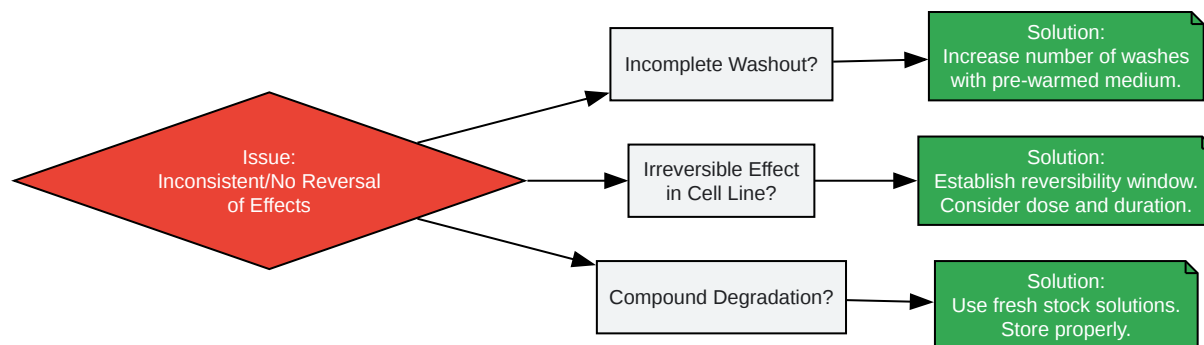 Issue:
Inconsistent/No Reversal
of Effects
Incomplete Washout?
Solution:
Increase number of washes
with pre-warmed medium.
Irreversible Effect
in Cell Line?
Solution:
Establish reversibility window.
Consider dose and duration.
Compound Degradation?
Solution:
Use fresh stock solutions.
Store properly.